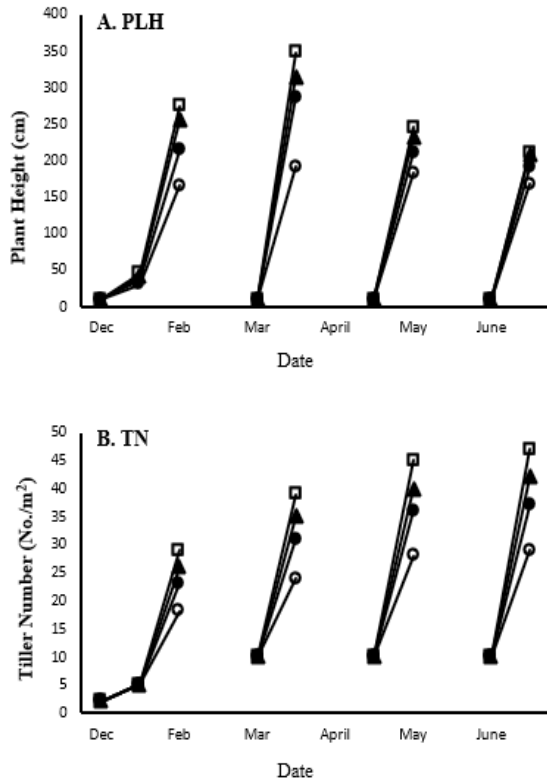 A. PLH
Plant Height (cm)
400
350
300
250
200
150
100
50
0
Dec Feb Mar April May June
Date
B. TN
Tiller Number (No./m²)
50
45
40
35
30
25
20
15
10
5
0
Dec Feb Mar April May June
Date